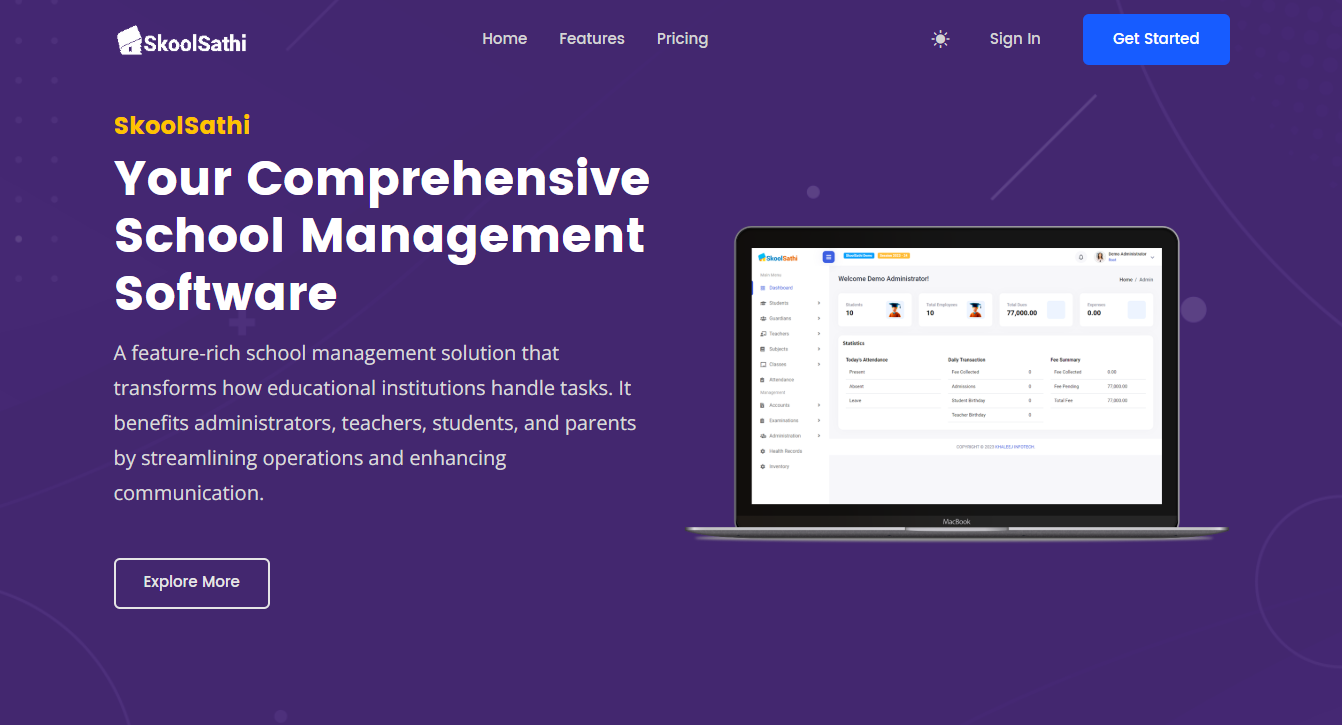 SkoolSathi
Home Features Pricing
Sign In
Get Started
SkoolSathi
Your Comprehensive
School Management
Software
A feature-rich school management solution that
transforms how educational institutions handle tasks. It
benefits administrators, teachers, students, and parents
by streamlining operations and enhancing
communication.
Explore More
SkoolSathi
Demo Administrator
Main Menu
Dashboard
Students
Guardians
Teachers
Subjects
Classes
Attendance
Management
Accounts
Examinations
Administration
Health Records
Inventory
Welcome Demo Administrator!
Home / Admin
Students
10
Total Employees
10
Total Dues
77,000.00
Expenses
0.00
Statistics
Today's Attendance
Present
Absent
Leave
Daily Transaction
Fee Collected 0
Admissions 0
Student Birthday 0
Teacher Birthday 0
Fee Summary
Fee Collected 0.00
Fee Pending 77,000.00
Total Fee 77,000.00
MacBook